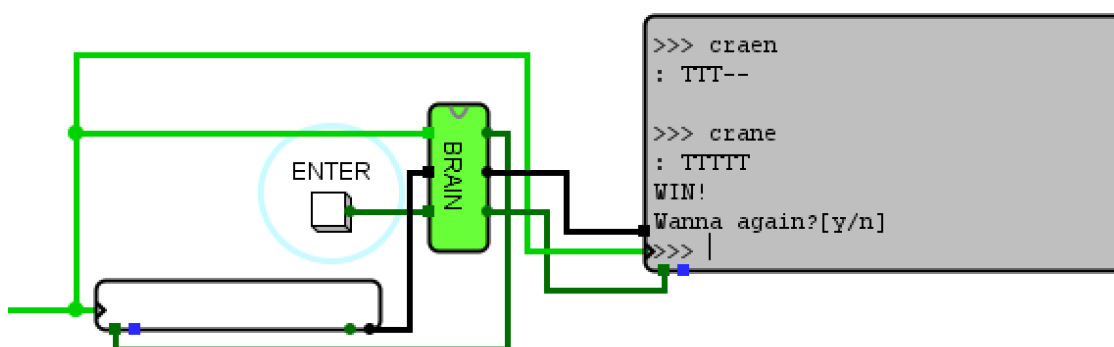 >>> craen
: TTT--
>>> crane
: TTTTT
WIN!
Wanna again?[y/n]
>>>
ENTER
BRAIN